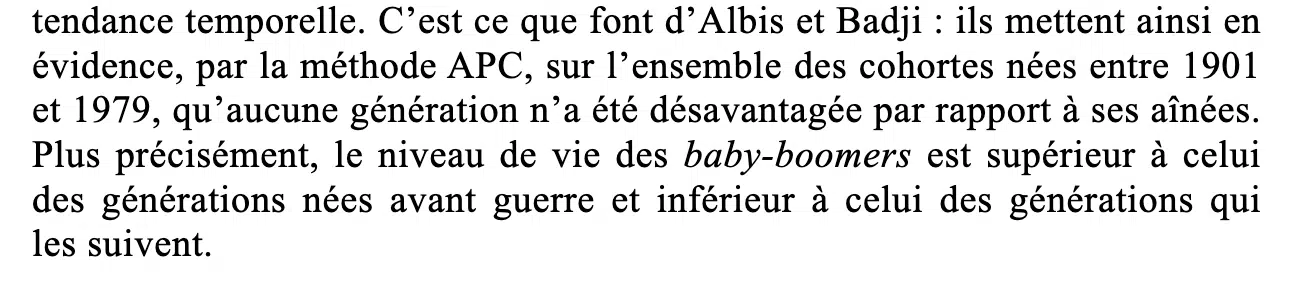 tendance temporelle. C’est ce que font d’Albis et Badji : ils mettent ainsi en
évidence, par la méthode APC, sur l’ensemble des cohortes nées entre 1901
et 1979, qu’aucune génération n’a été désavantagée par rapport à ses aînées.
Plus précisément, le niveau de vie des baby-boomers est supérieur à celui
des générations nées avant guerre et inférieur à celui des générations qui
les suivent.